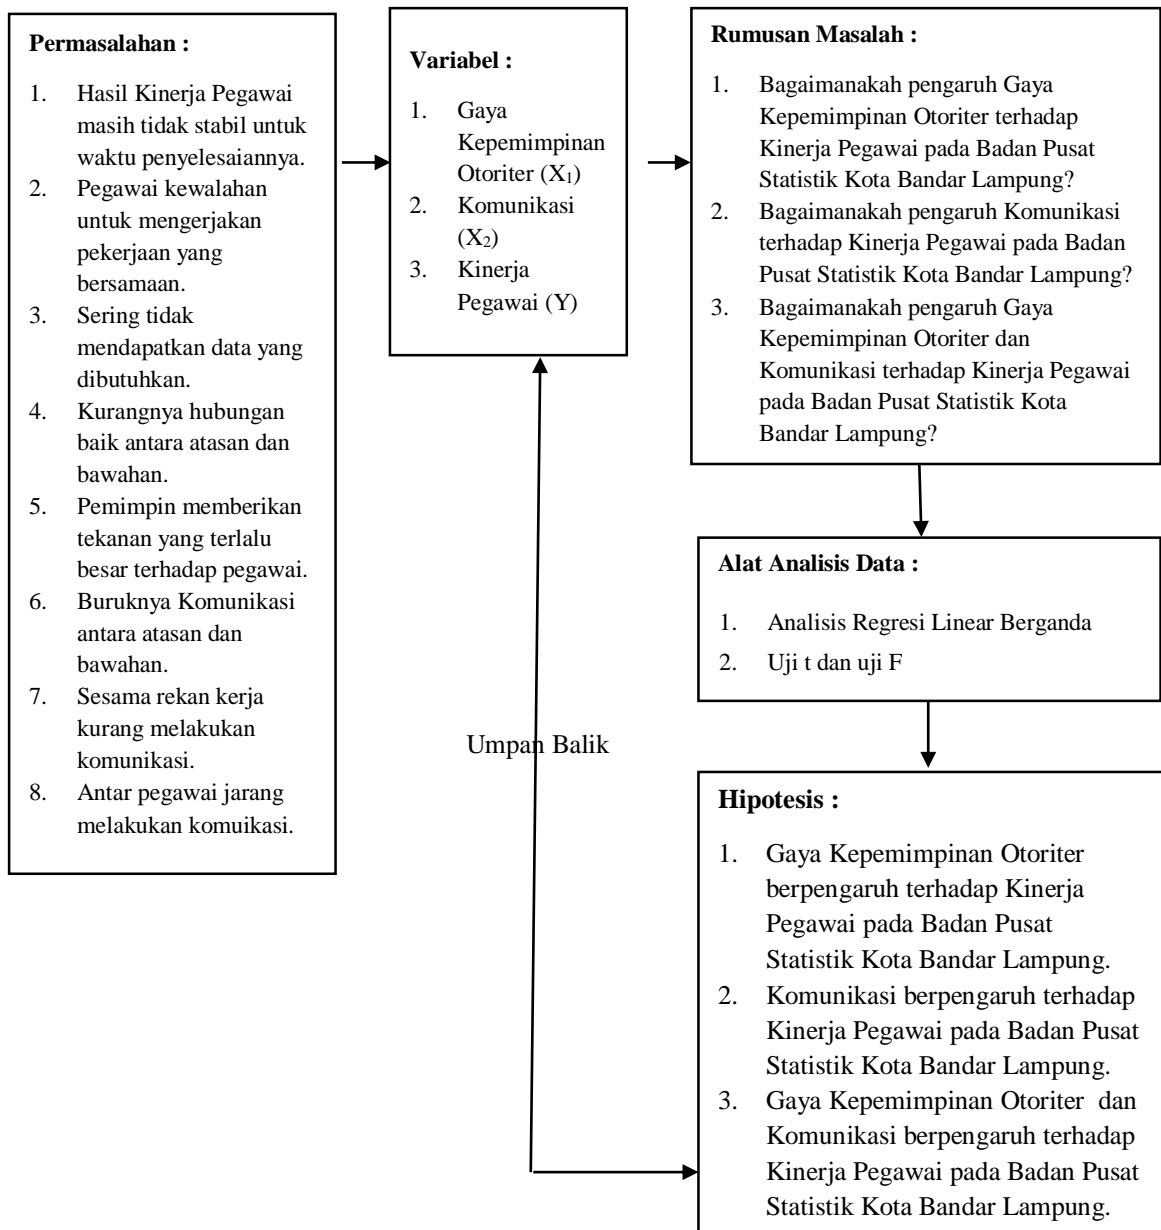 Permasalahan :
1. Hasil Kinerja Pegawai
masih tidak stabil untuk
waktu penyelesaiannya.
2. Pegawai kewalahan
untuk mengerjakan
pekerjaan yang
bersamaan.
3. Sering tidak
mendapatkan data yang
dibutuhkan.
4. Kurangnya hubungan
baik antara atasan dan
bawahan.
5. Pemimpin memberikan
tekanan yang terlalu
besar terhadap pegawai.
6. Buruknya Komunikasi
antara atasan dan
bawahan.
7. Sesama rekan kerja
kurang melakukan
komunikasi.
8. Antar pegawai jarang
melakukan komuikasi.
Variabel :
1. Gaya
Kepemimpinan
Otoriter (X₁)
2. Komunikasi
(X₂)
3. Kinerja
Pegawai (Y)
Rumusan Masalah :
1. Bagaimanakah pengaruh Gaya
Kepemimpinan Otoriter terhadap
Kinerja Pegawai pada Badan Pusat
Statistik Kota Bandar Lampung?
2. Bagaimanakah pengaruh Komunikasi
terhadap Kinerja Pegawai pada Badan
Pusat Statistik Kota Bandar Lampung?
3. Bagaimanakah pengaruh Gaya
Kepemimpinan Otoriter dan
Komunikasi terhadap Kinerja Pegawai
pada Badan Pusat Statistik Kota
Bandar Lampung?
Alat Analisis Data :
1. Analisis Regresi Linear Berganda
2. Uji t dan uji F
Umpan Balik
Hipotesis :
1. Gaya Kepemimpinan Otoriter
berpengaruh terhadap Kinerja
Pegawai pada Badan Pusat
Statistik Kota Bandar Lampung.
2. Komunikasi berpengaruh terhadap
Kinerja Pegawai pada Badan Pusat
Statistik Kota Bandar Lampung.
3. Gaya Kepemimpinan Otoriter dan
Komunikasi berpengaruh terhadap
Kinerja Pegawai pada Badan Pusat
Statistik Kota Bandar Lampung.